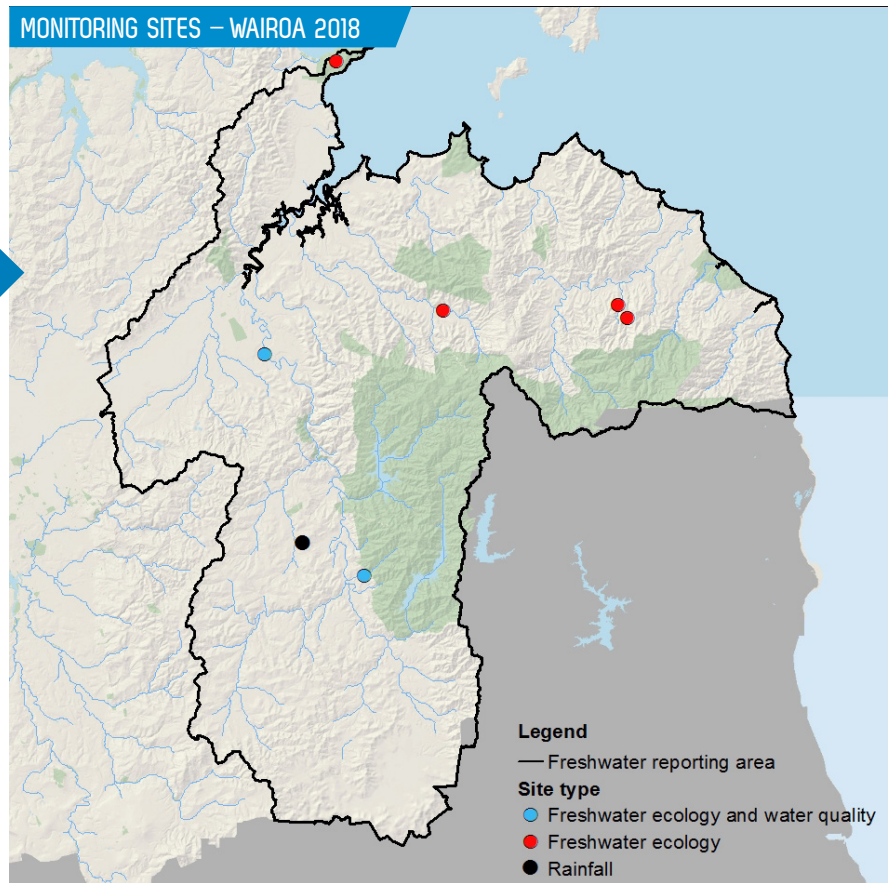 MONITORING SITES – WAIROA 2018
Legend
Freshwater reporting area
Site type
Freshwater ecology and water quality
Freshwater ecology
Rainfall